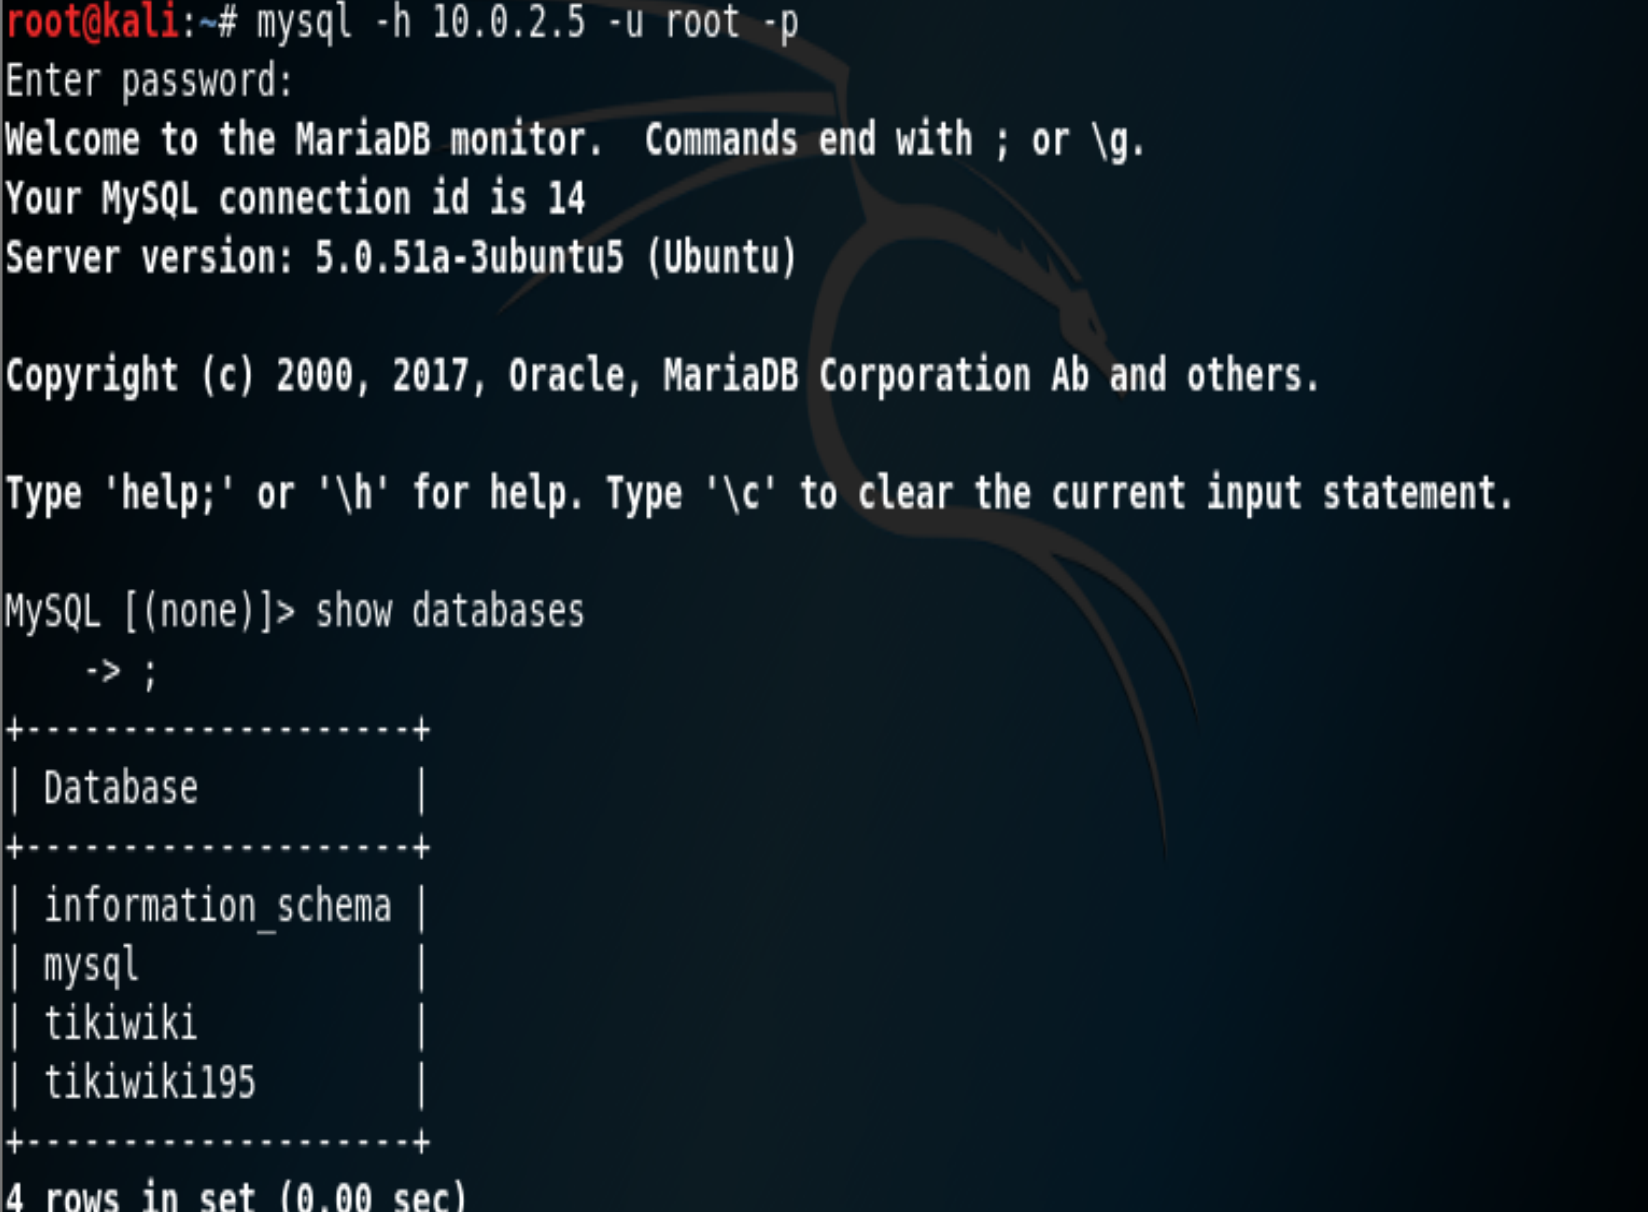 root@kali:~# mysql -h 10.0.2.5 -u root -p
Enter password:
Welcome to the MariaDB monitor.  Commands end with ; or \g.
Your MySQL connection id is 14
Server version: 5.0.51a-3ubuntu5 (Ubuntu)

Copyright (c) 2000, 2017, Oracle, MariaDB Corporation Ab and others.

Type 'help;' or '\h' for help. Type '\c' to clear the current input statement.

MySQL [(none)]> show databases
    -> ;
+--------------------+
| Database           |
+--------------------+
| information_schema |
| mysql              |
| tikiwiki           |
| tikiwiki195        |
+--------------------+
4 rows in set (0.00 sec)